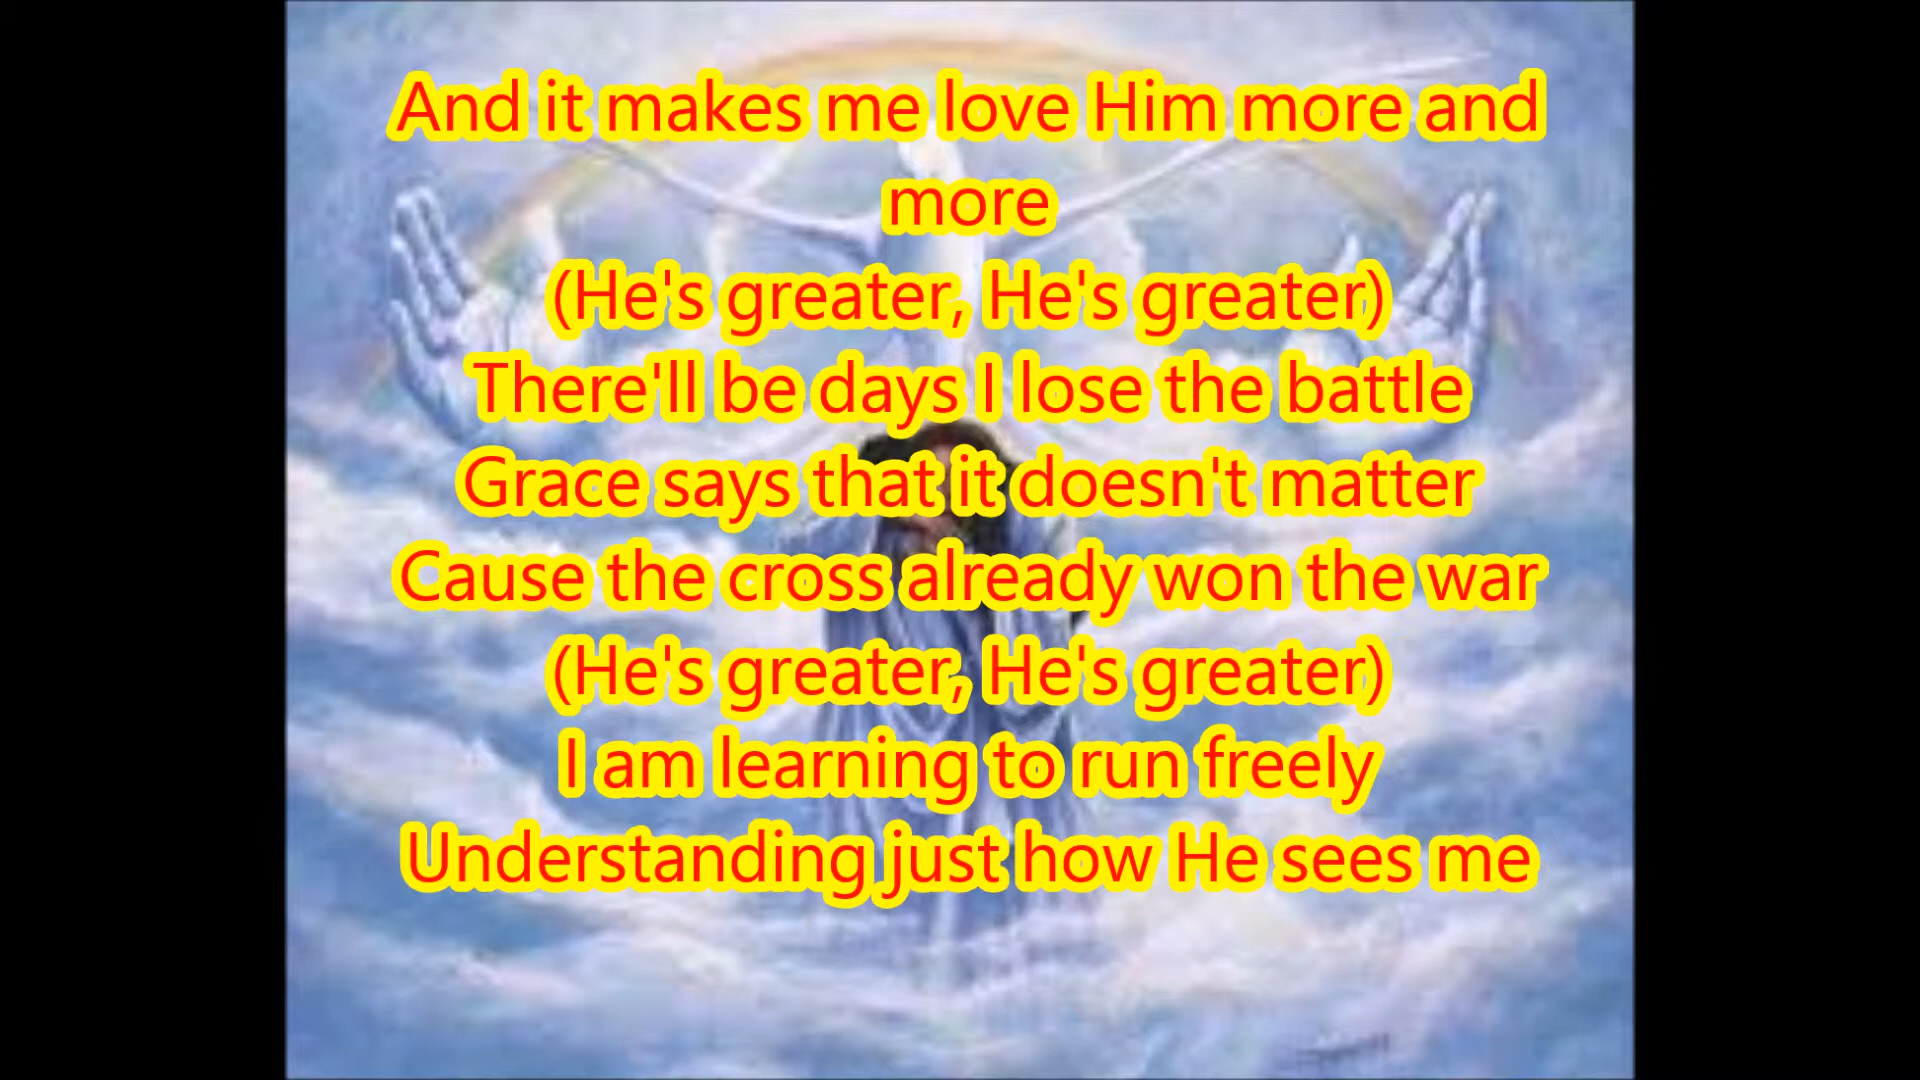 And it makes me love Him more and
more
(He's greater, He's greater)
There'll be days I lose the battle
Grace says that it doesn't matter
Cause the cross already won the war
(He's greater, He's greater)
I am learning to run freely
Understanding just how He sees me